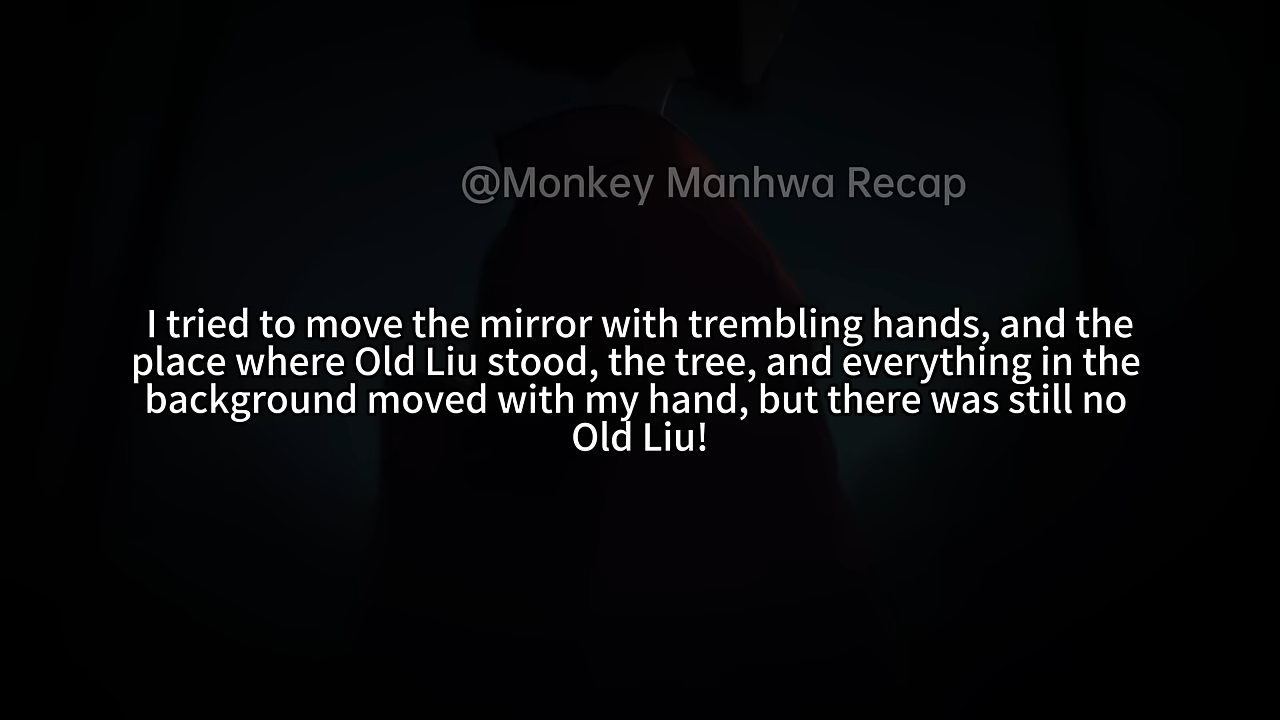 @Monkey Manhwa Recap
I tried to move the mirror with trembling hands, and the
place where Old Liu stood, the tree, and everything in the
background moved with my hand, but there was still no
Old Liu!